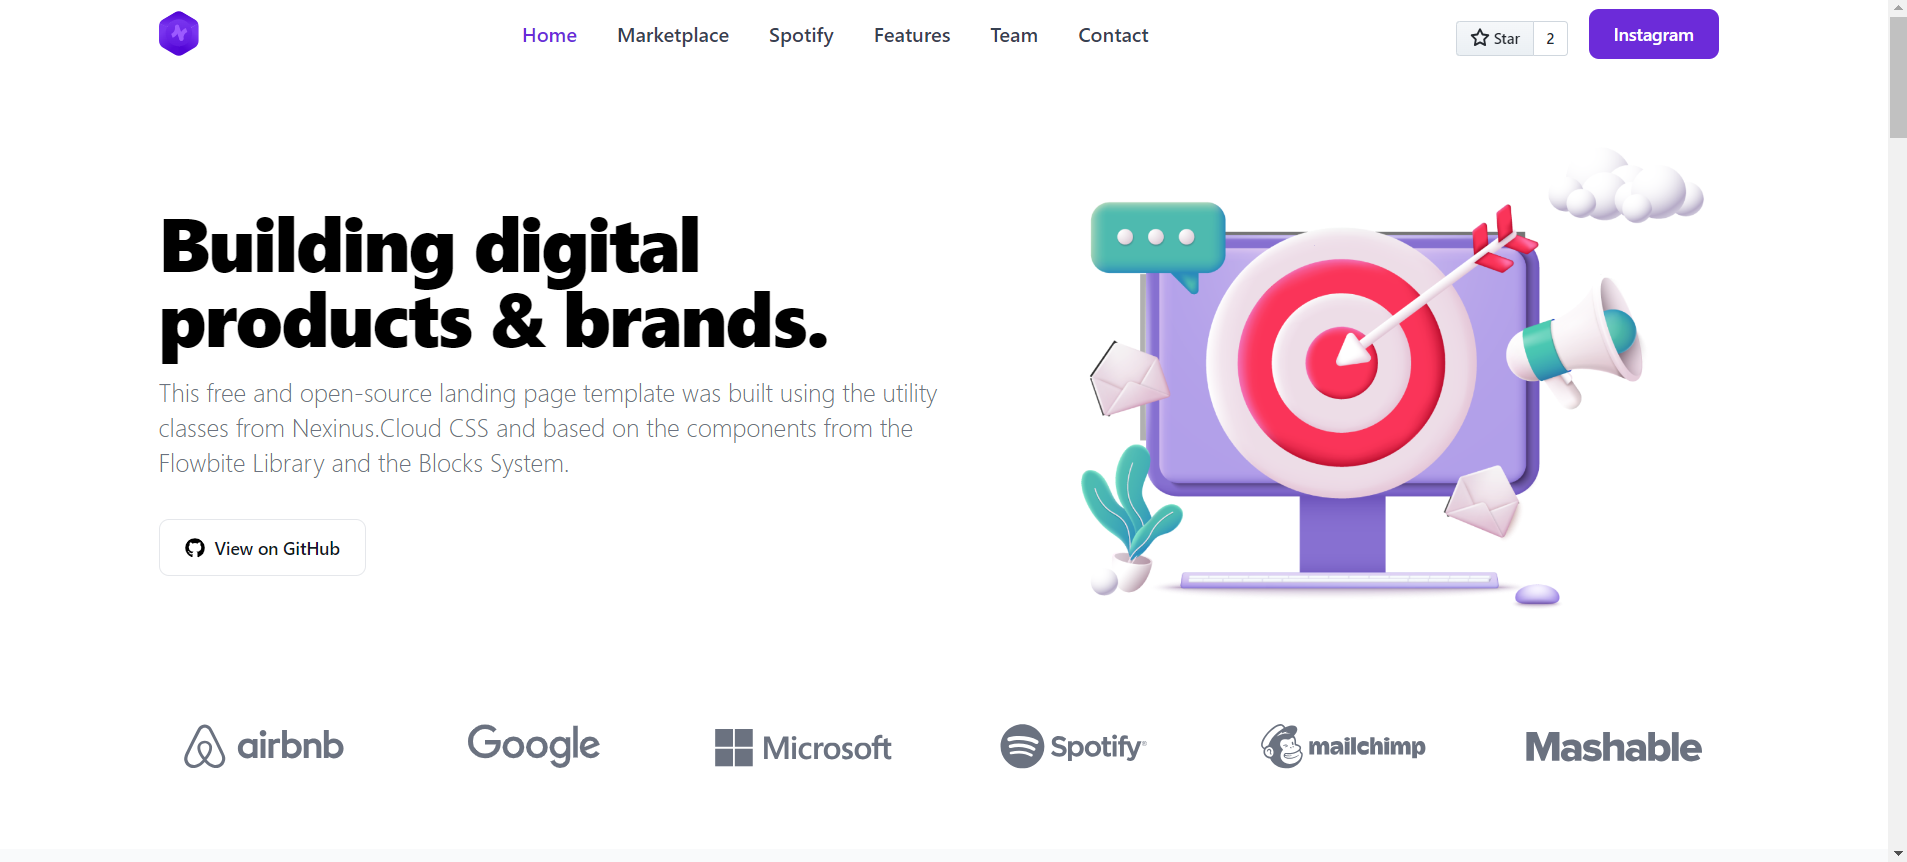 Home Marketplace Spotify Features Team Contact Star 2 Instagram
Building digital
products & brands.
This free and open-source landing page template was built using the utility
classes from Nexinus.Cloud CSS and based on the components from the
Flowbite Library and the Blocks System.
View on GitHub
airbnb Google Microsoft Spotify mailchimp Mashable